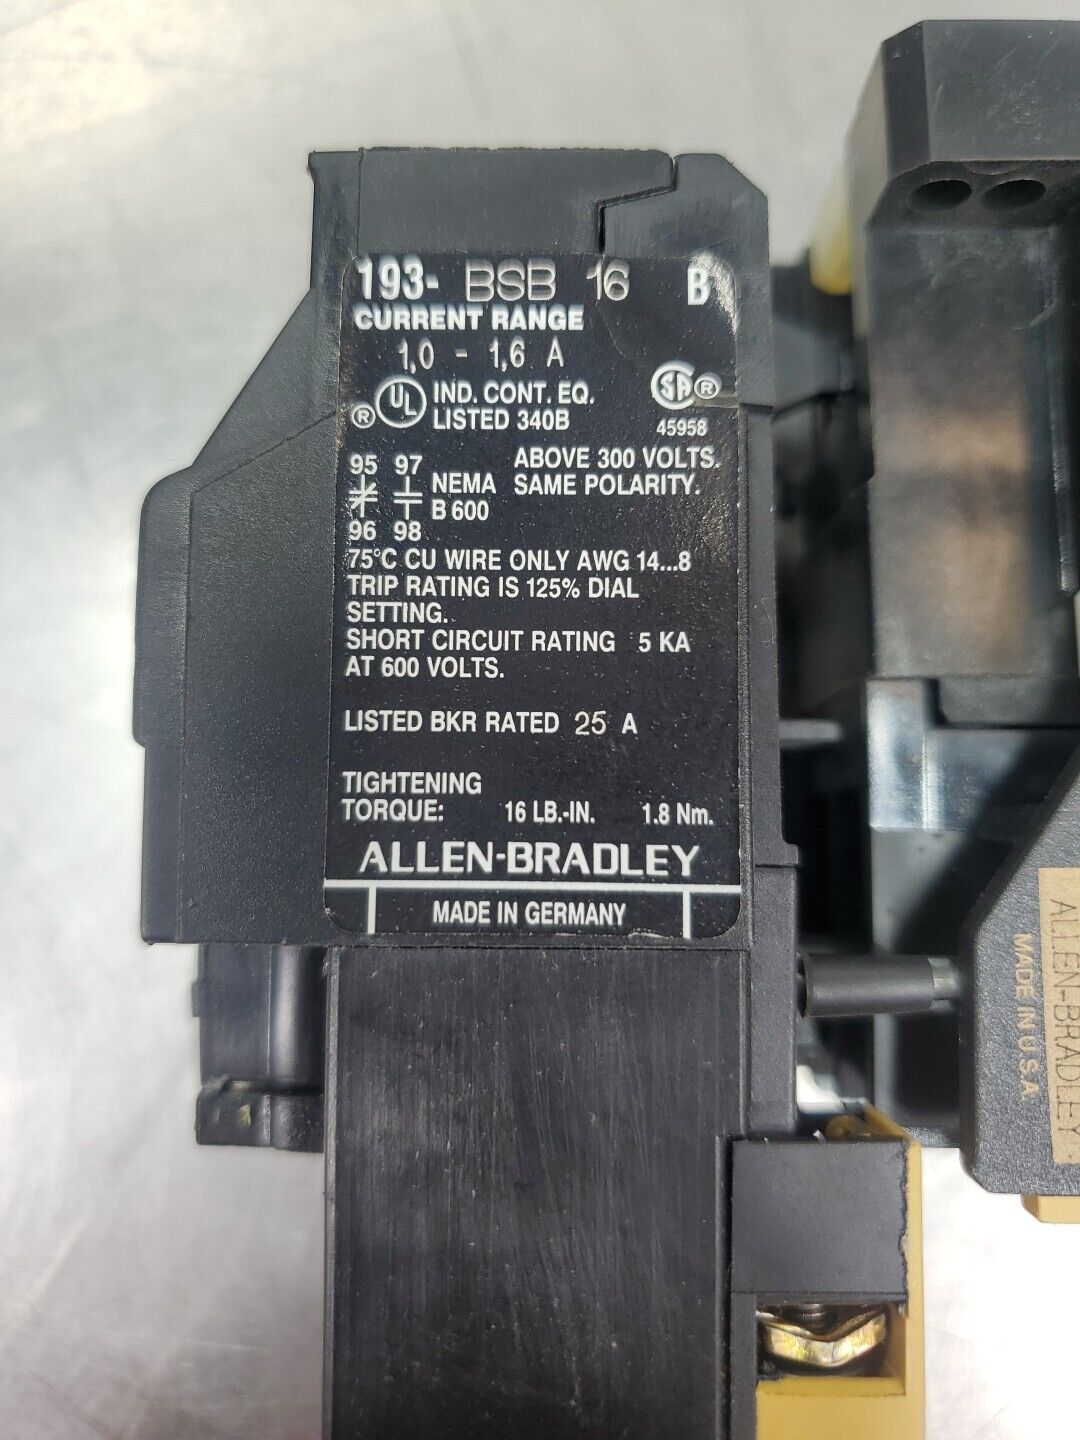 193- BSB 16 B
CURRENT RANGE
1,0 - 1,6 A
® UL IND. CONT. EQ.
LISTED 340B
SA ®
45958
95 97
96 98
NEMA
B 600
ABOVE 300 VOLTS.
SAME POLARITY.
75°C CU WIRE ONLY AWG 14...8
TRIP RATING IS 125% DIAL
SETTING.
SHORT CIRCUIT RATING 5 KA
AT 600 VOLTS.
LISTED BKR RATED 25 A
TIGHTENING
TORQUE: 16 LB.-IN. 1.8 Nm.
ALLEN-BRADLEY
MADE IN GERMANY
ALLEN-BRADLEY
MADE IN U.S.A.